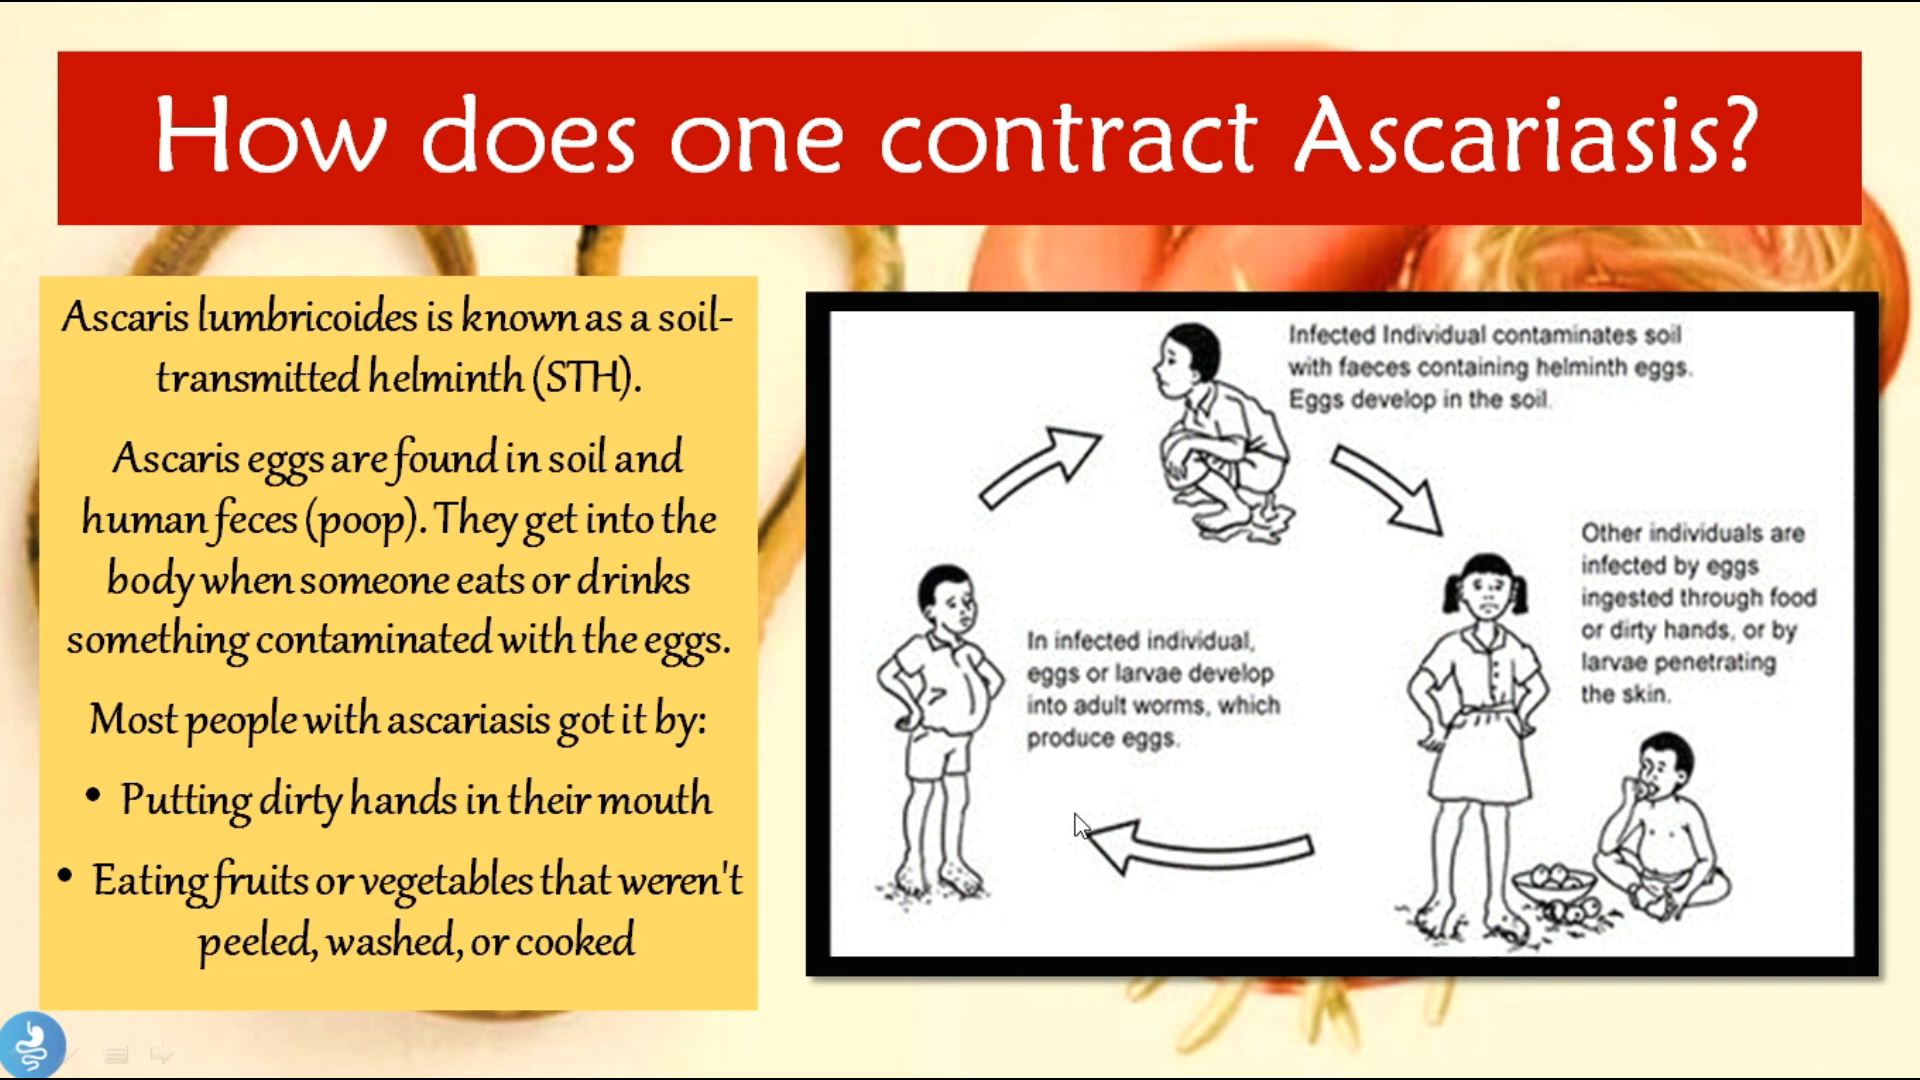 How does one contract Ascariasis?
Ascaris lumbricoides is known as a soil-
transmitted helminth (STH).
Ascaris eggs are found in soil and
human feces (poop). They get into the
body when someone eats or drinks
something contaminated with the eggs.
Most people with ascariasis got it by:
• Putting dirty hands in their mouth
• Eating fruits or vegetables that weren't
peeled, washed, or cooked
Infected Individual contaminates soil
with faeces containing helminth eggs.
Eggs develop in the soil.
Other individuals are
infected by eggs
ingested through food
or dirty hands, or by
larvae penetrating
the skin.
In infected individual,
eggs or larvae develop
into adult worms, which
produce eggs.